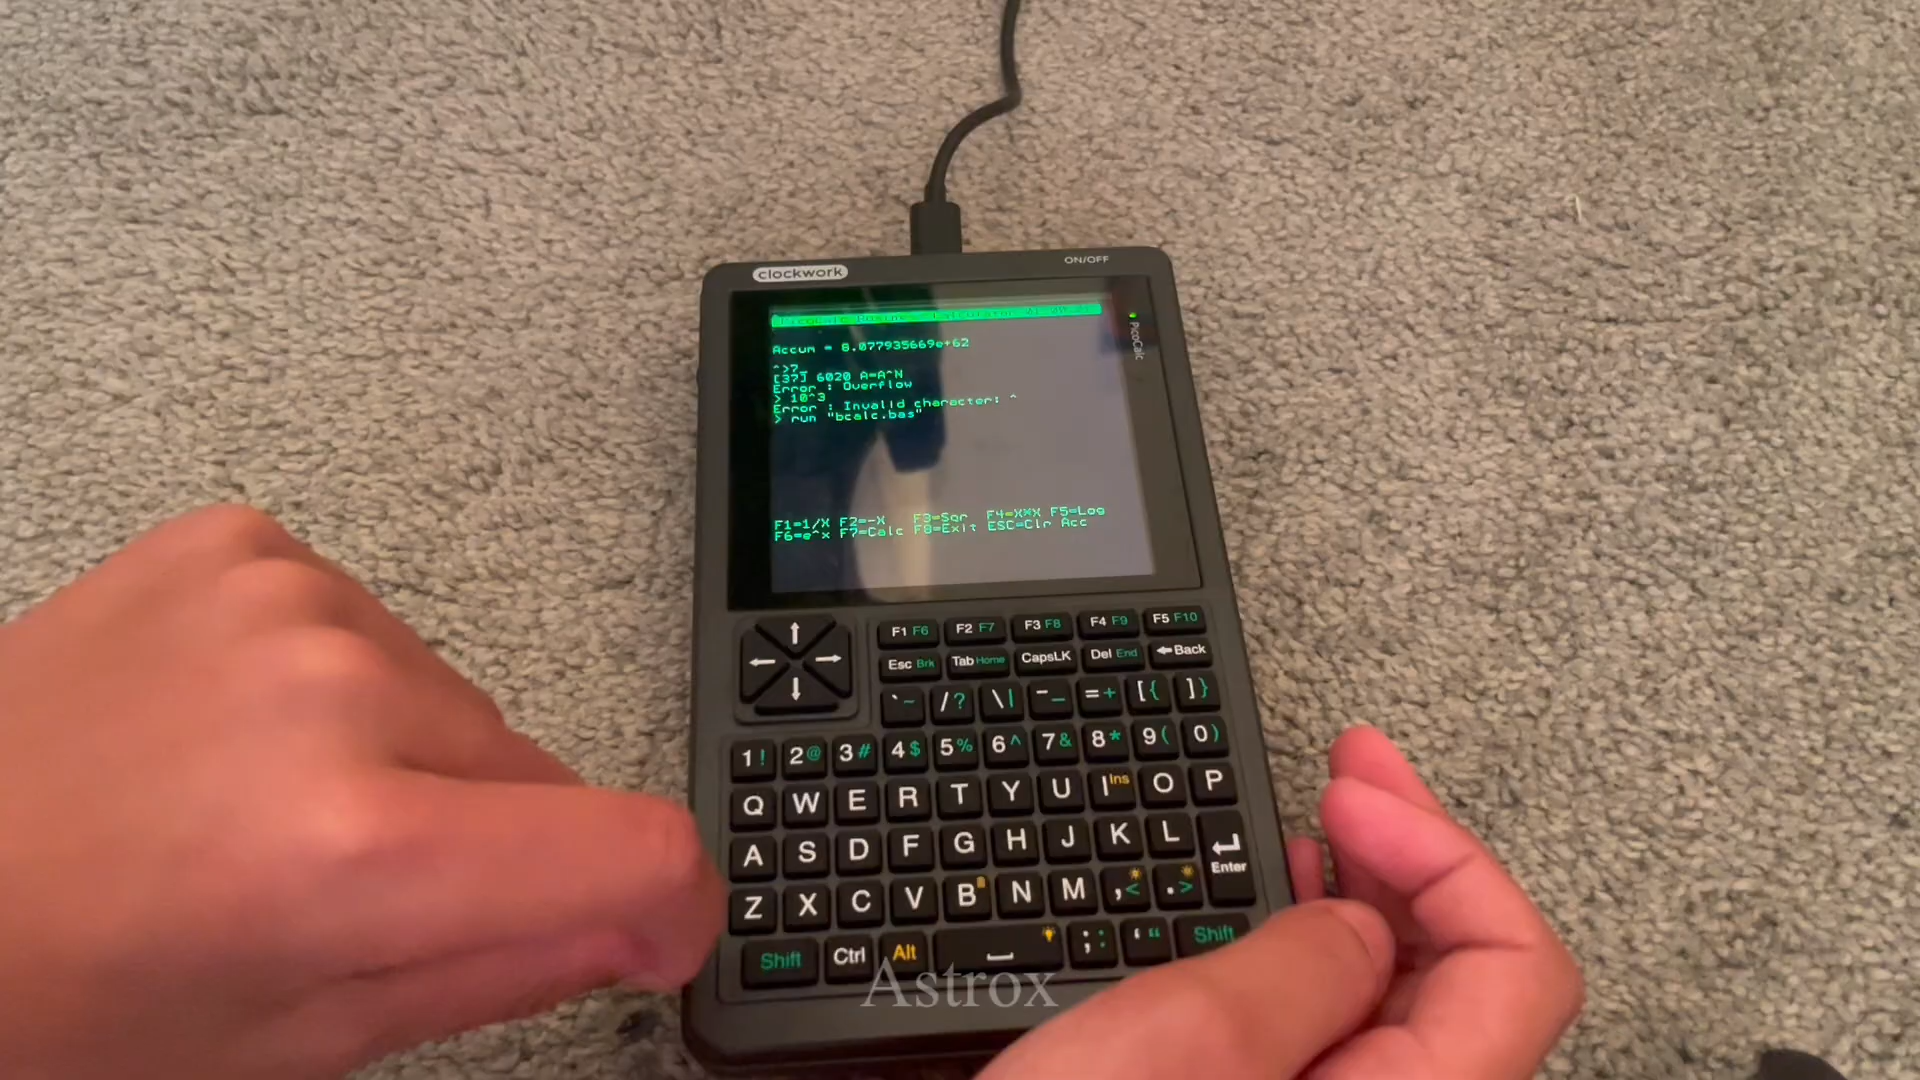 clockwork
ON/OFF
PicoCalc
Accum = 8.077935669e+62
^>7_
[37] 6020 A=A^N
Error : Overflow
> 10^3
Error : Invalid character: ^
> run "bcalc.bas"
F1=1/X F2=-X F3=Sqr F4=X*X F5=Log
F6=e^x F7=Calc F8=Exit ESC=Clr Acc
F1 F6 F2 F7 F3 F8 F4 F9 F5 F10
Esc Brk Tab Home CapsLK Del End Back
` ~ / ? \ | - _ = + [ { ] }
1 ! 2 @ 3 # 4 $ 5 % 6 ^ 7 & 8 * 9 ( 0 )
Q W E R T Y U I Ins O P
A S D F G H J K L
Enter
Z X C V B N M , < . >
Shift Ctrl Alt ; : ‘ “ Shift
Astrox